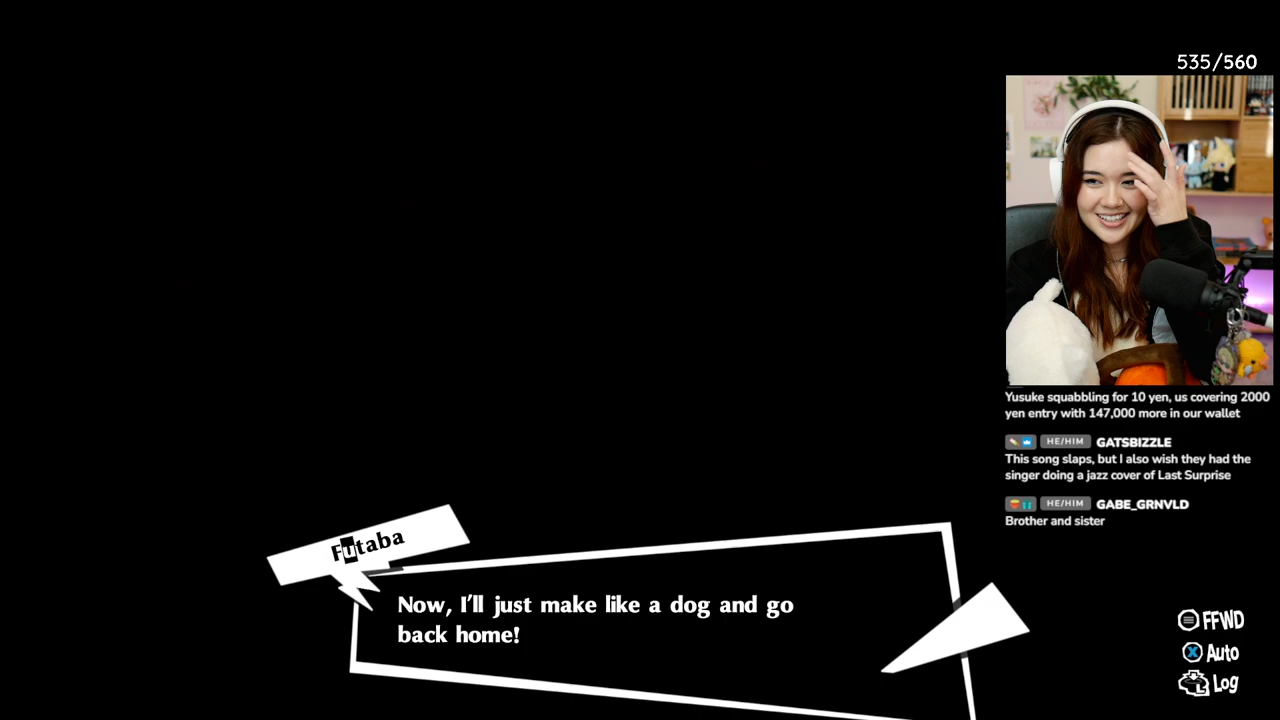 535/560
Yusuke squabbling for 10 yen, us covering 2000
yen entry with 147,000 more in our wallet
HE/HIM GATSBIZZLE
This song slaps, but I also wish they had the
singer doing a jazz cover of Last Surprise
HE/HIM GABE_GRNVLD
Brother and sister
Futaba
Now, I'll just make like a dog and go
back home!
FFWD
X Auto
L Log